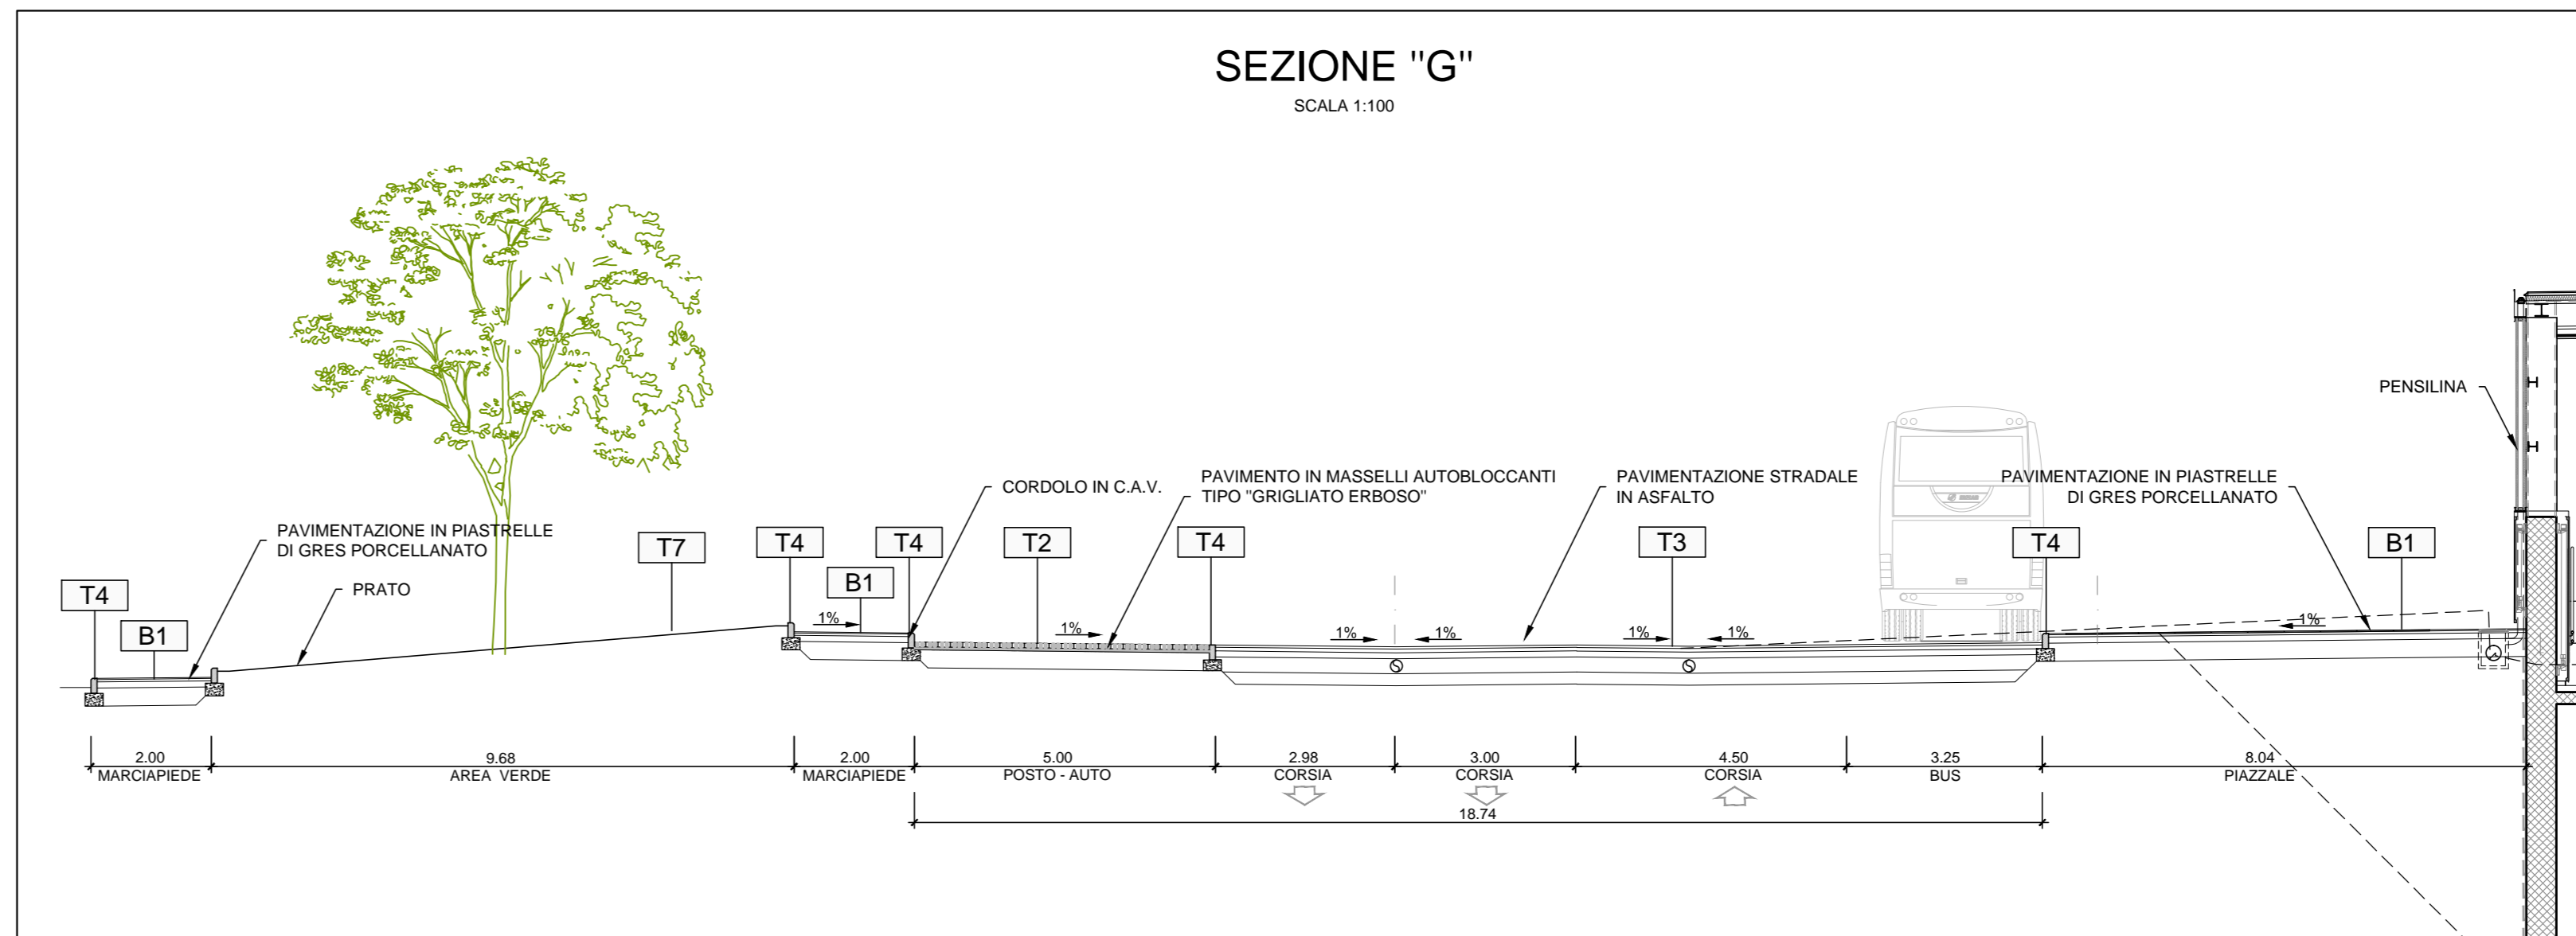 SEZIONE "G"
SCALA 1:100
PENSILINA
CORDOLO IN C.A.V.
PAVIMENTO IN MASSELLI AUTOBLOCCANTI
TIPO "GRIGLIATO ERBOSO"
PAVIMENTAZIONE STRADALE
IN ASFALTO
PAVIMENTAZIONE IN PIASTRELLE
DI GRES PORCELLANATO
PAVIMENTAZIONE IN PIASTRELLE
DI GRES PORCELLANATO
PRATO
T4
B1
T7
T4
B1
T4
T2
T4
T3
T4
B1
1%
1%
1%
1%
1%
1%
1%
2.00
MARCIAPIEDE
9.68
AREA VERDE
2.00
MARCIAPIEDE
5.00
POSTO - AUTO
2.98
CORSIA
3.00
CORSIA
4.50
CORSIA
3.25
BUS
8.04
PIAZZALE
18.74